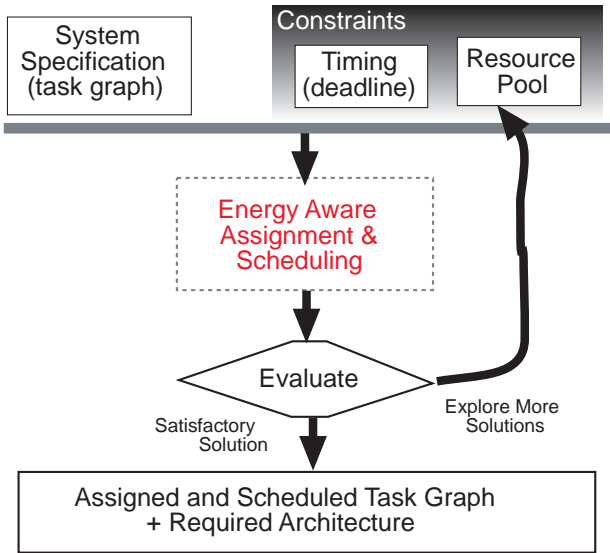 System
Specification
(task graph)
Constraints
Timing
(deadline)
Resource
Pool
Energy Aware
Assignment &
Scheduling
Evaluate
Satisfactory
Solution
Explore More
Solutions
Assigned and Scheduled Task Graph
+ Required Architecture